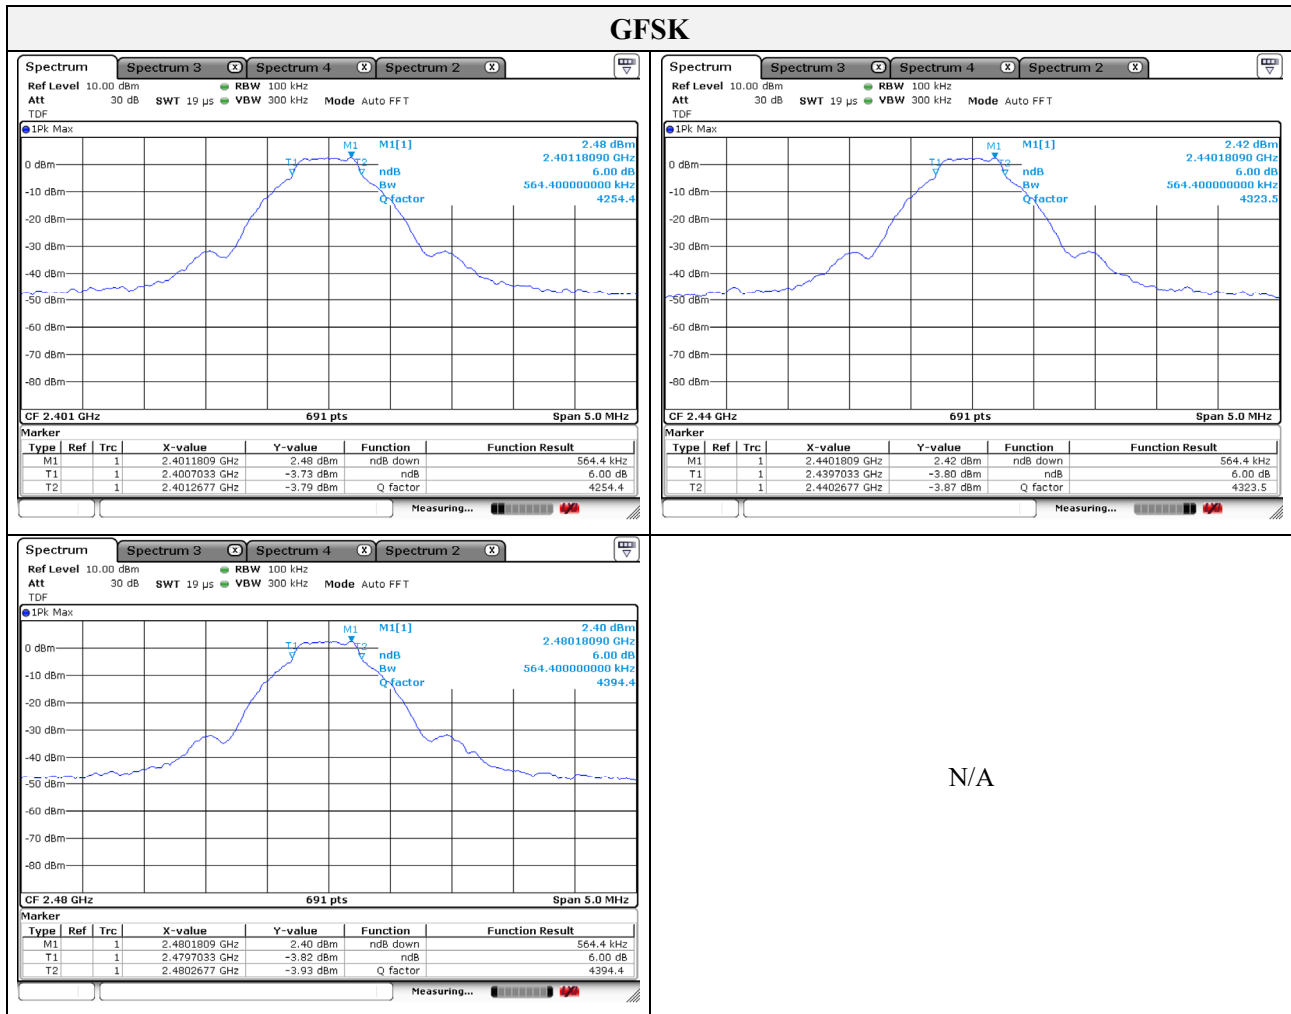 GFSK
Spectrum Spectrum 3 X Spectrum 4 X Spectrum 2 X
Ref Level 10.00 dBm RBW 100 kHz
Att 30 dB SWT 19 µs VBW 300 kHz Mode Auto FFT
TDF
1Pk Max
M1 M1[1] 2.48 dBm
2.40118090 GHz
T1 T2 ndB 6.00 dB
Bw 564.400000000 kHz
Q factor 4254.4
0 dBm
-10 dBm
-20 dBm
-30 dBm
-40 dBm
-50 dBm
-60 dBm
-70 dBm
-80 dBm
CF 2.401 GHz 691 pts Span 5.0 MHz
Marker
Type Ref Trc X-value Y-value Function Function Result
M1 1 2.4011809 GHz 2.48 dBm ndB down 564.4 kHz
T1 1 2.4007033 GHz -3.73 dBm ndB 6.00 dB
T2 1 2.4012677 GHz -3.79 dBm Q factor 4254.4
Measuring...
Spectrum Spectrum 3 X Spectrum 4 X Spectrum 2 X
Ref Level 10.00 dBm RBW 100 kHz
Att 30 dB SWT 19 µs VBW 300 kHz Mode Auto FFT
TDF
1Pk Max
M1 M1[1] 2.42 dBm
2.44018090 GHz
T1 T2 ndB 6.00 dB
Bw 564.400000000 kHz
Q factor 4323.5
0 dBm
-10 dBm
-20 dBm
-30 dBm
-40 dBm
-50 dBm
-60 dBm
-70 dBm
-80 dBm
CF 2.44 GHz 691 pts Span 5.0 MHz
Marker
Type Ref Trc X-value Y-value Function Function Result
M1 1 2.4401809 GHz 2.42 dBm ndB down 564.4 kHz
T1 1 2.4397033 GHz -3.80 dBm ndB 6.00 dB
T2 1 2.4402677 GHz -3.87 dBm Q factor 4323.5
Measuring...
Spectrum Spectrum 3 X Spectrum 4 X Spectrum 2 X
Ref Level 10.00 dBm RBW 100 kHz
Att 30 dB SWT 19 µs VBW 300 kHz Mode Auto FFT
TDF
1Pk Max
M1 M1[1] 2.40 dBm
2.48018090 GHz
T1 T2 ndB 6.00 dB
Bw 564.400000000 kHz
Q factor 4394.4
0 dBm
-10 dBm
-20 dBm
-30 dBm
-40 dBm
-50 dBm
-60 dBm
-70 dBm
-80 dBm
CF 2.48 GHz 691 pts Span 5.0 MHz
Marker
Type Ref Trc X-value Y-value Function Function Result
M1 1 2.4801809 GHz 2.40 dBm ndB down 564.4 kHz
T1 1 2.4797033 GHz -3.82 dBm ndB 6.00 dB
T2 1 2.4802677 GHz -3.93 dBm Q factor 4394.4
Measuring...
N/A